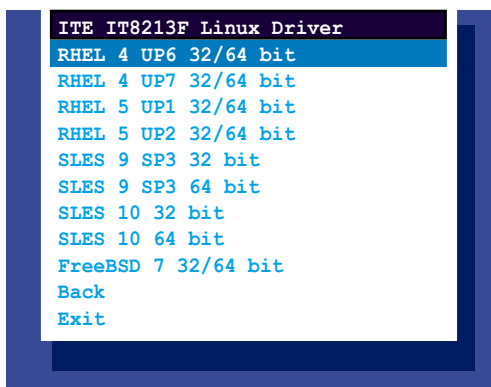 ITE IT8213F Linux Driver
RHEL 4 UP6 32/64 bit
RHEL 4 UP7 32/64 bit
RHEL 5 UP1 32/64 bit
RHEL 5 UP2 32/64 bit
SLES 9 SP3 32 bit
SLES 9 SP3 64 bit
SLES 10 32 bit
SLES 10 64 bit
FreeBSD 7 32/64 bit
Back
Exit